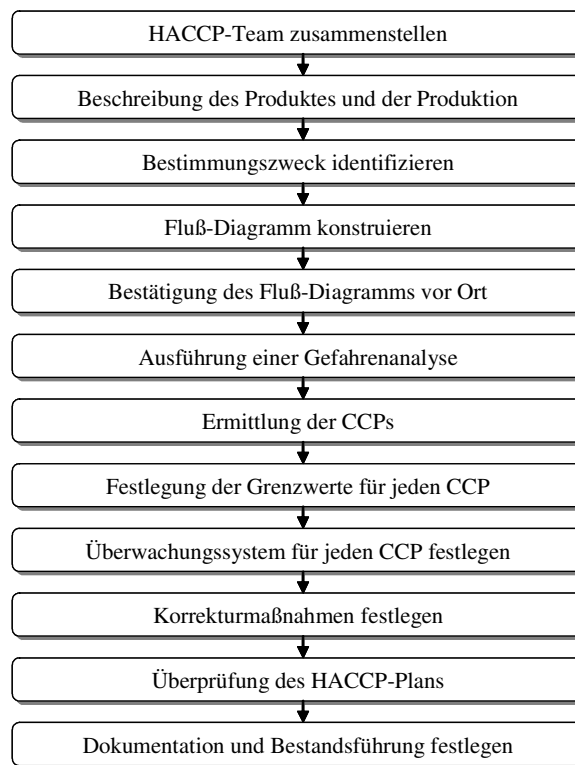 HACCP-Team zusammenstellen
Beschreibung des Produktes und der Produktion
Bestimmungszweck identifizieren
Fluß-Diagramm konstruieren
Bestätigung des Fluß-Diagramms vor Ort
Ausführung einer Gefahrenanalyse
Ermittlung der CCPs
Festlegung der Grenzwerte für jeden CCP
Überwachungssystem für jeden CCP festlegen
Korrekturmaßnahmen festlegen
Überprüfung des HACCP-Plans
Dokumentation und Bestandsführung festlegen